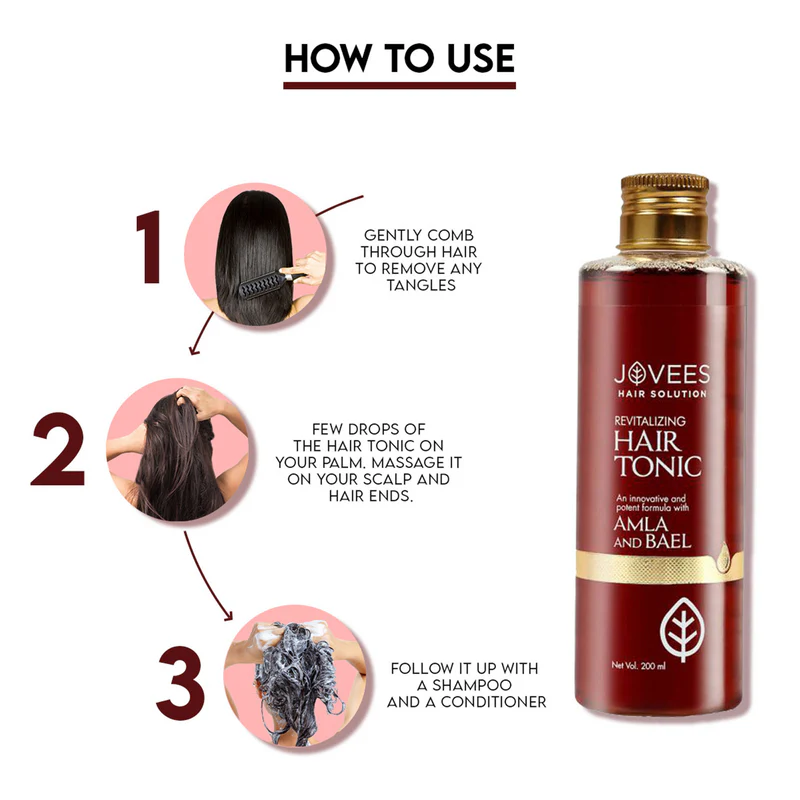 HOW TO USE
1
GENTLY COMB
THROUGH HAIR
TO REMOVE ANY
TANGLES
2
FEW DROPS OF
THE HAIR TONIC ON
YOUR PALM, MASSAGE IT
ON YOUR SCALP AND
HAIR ENDS.
3
FOLLOW IT UP WITH
A SHAMPOO
AND A CONDITIONER
JOVEES
HAIR SOLUTION
REVITALIZING
HAIR
TONIC
An innovative and
potent formula with
AMLA
AND BAEL
Net Vol. 200 ml